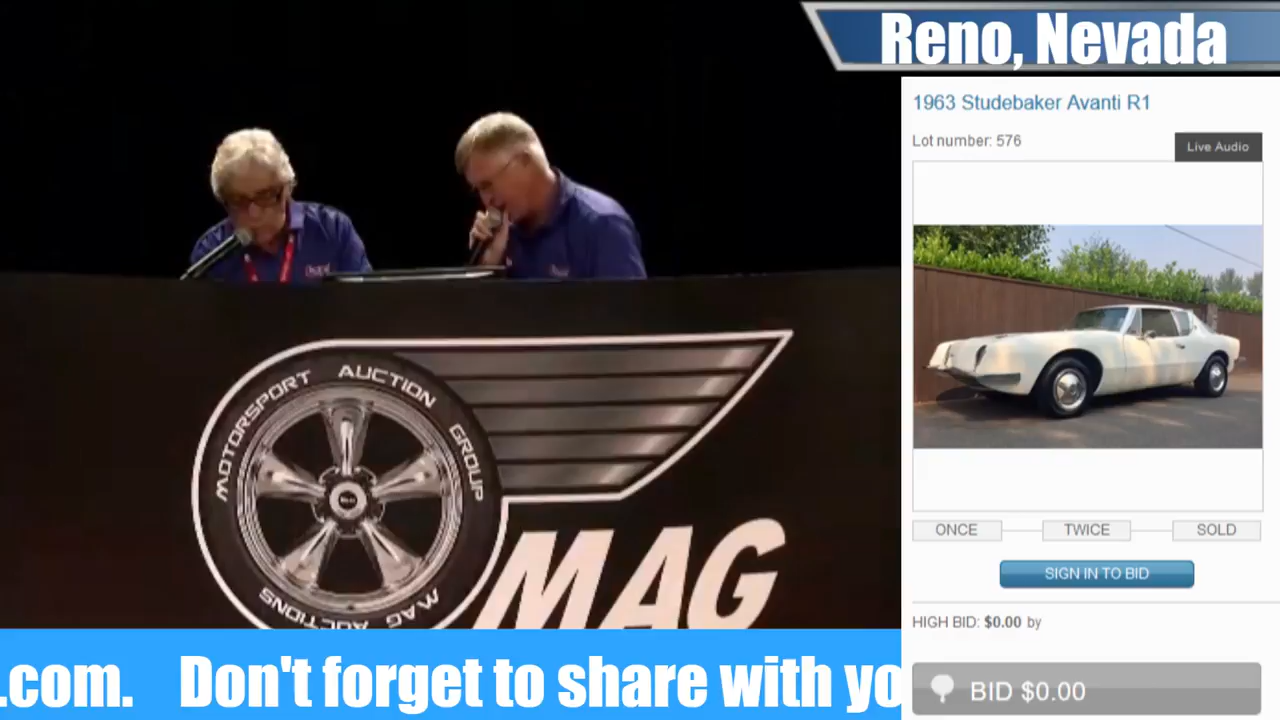 Reno, Nevada
1963 Studebaker Avanti R1
Lot number: 576
Live Audio
MOTORSPORT AUCTION GROUP
MAG AUCTIONS
MAG
ONCE
TWICE
SOLD
SIGN IN TO BID
HIGH BID: $0.00 by
BID $0.00
.com. Don't forget to share with yo